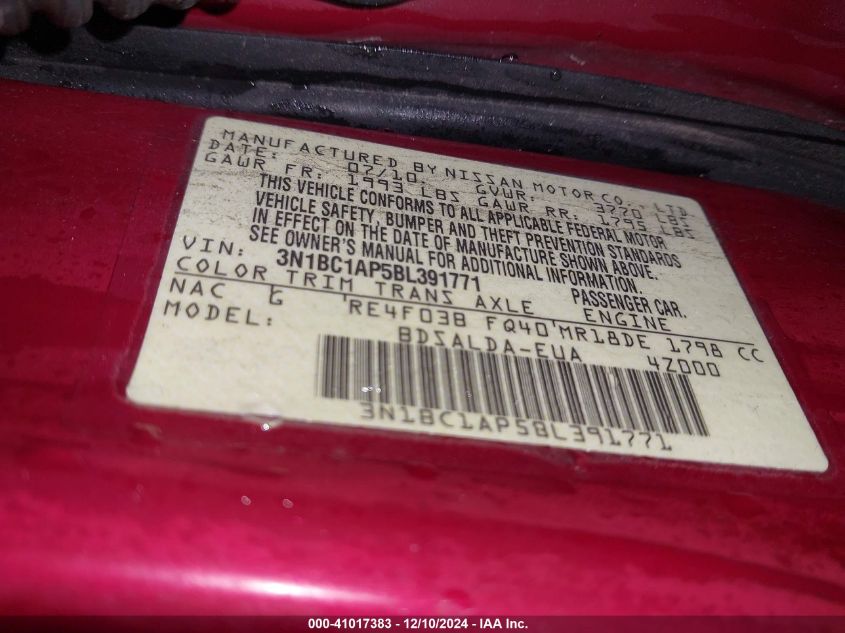 MANUFACTURED BY NISSAN MOTOR CO., LTD
DATE: 07/10 GVWR: 3770 LBS
GAWR FR: 1993 LBS GAWR RR: 1795 LBS
THIS VEHICLE CONFORMS TO ALL APPLICABLE FEDERAL MOTOR
VEHICLE SAFETY, BUMPER AND THEFT PREVENTION STANDARDS
IN EFFECT ON THE DATE OF MANUFACTURE SHOWN ABOVE.
SEE OWNER'S MANUAL FOR ADDITIONAL INFORMATION.
VIN: 3N1BC1AP5BL391771 PASSENGER CAR.
COLOR TRIM TRANS AXLE ENGINE
NAC G RE4F03B FQ40 MR18DE 1798 CC
MODEL: BDSALDA-EUA 4Z000
3N1BC1AP5BL391771
000-41017383 - 12/10/2024 - IAA Inc.